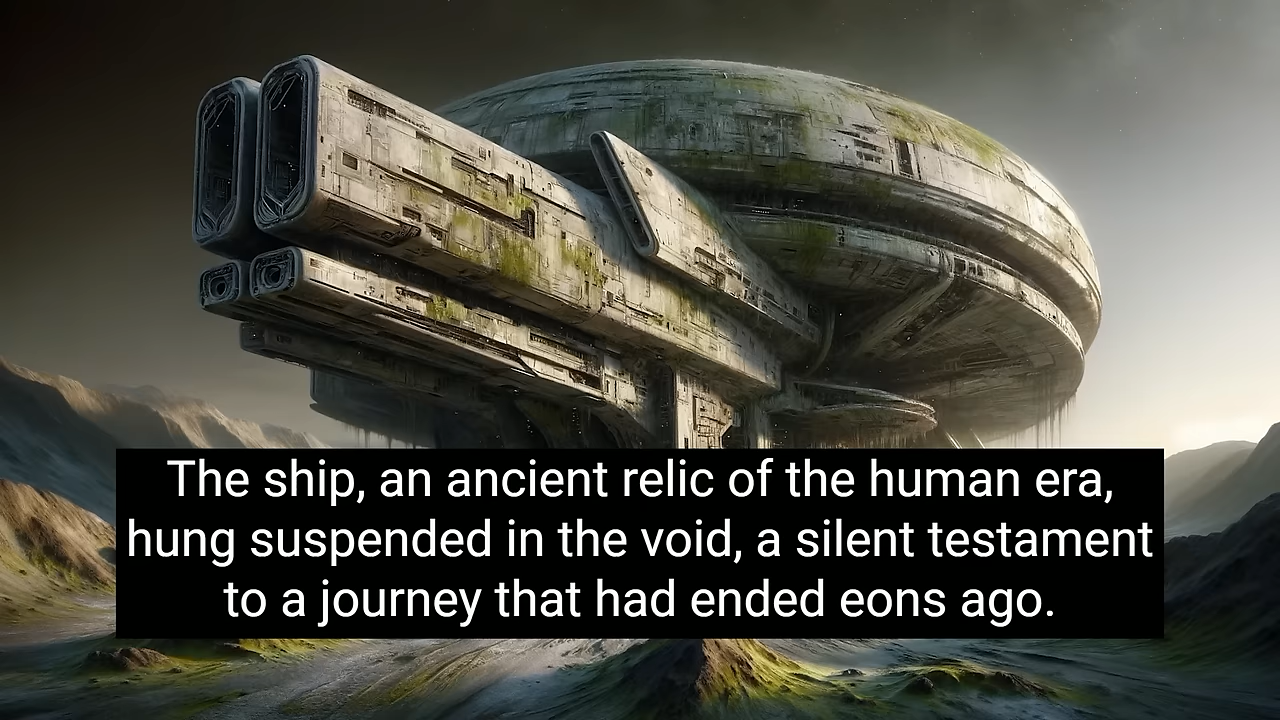 The ship, an ancient relic of the human era,
hung suspended in the void, a silent testament
to a journey that had ended eons ago.